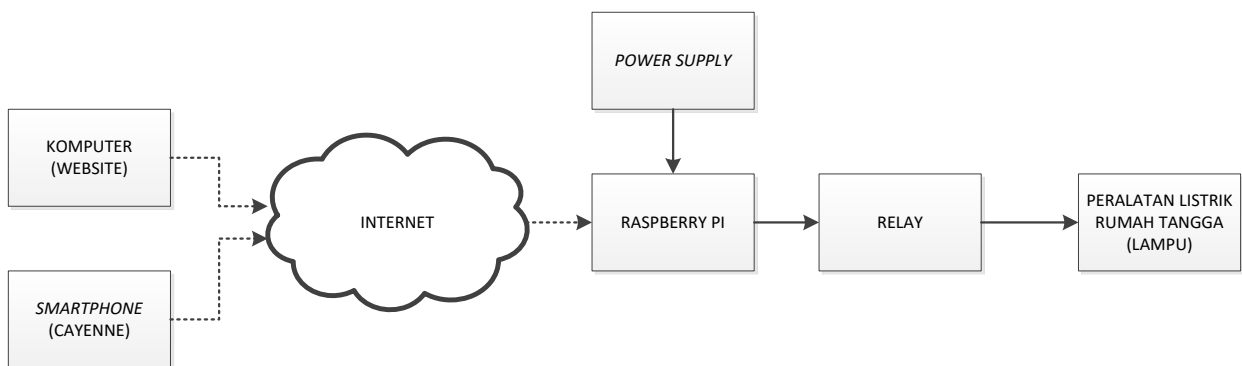 POWER SUPPLY
KOMPUTER
(WEBSITE)
INTERNET
RASPBERRY PI
RELAY
PERALATAN LISTRIK
RUMAH TANGGA
(LAMPU)
SMARTPHONE
(CAYENNE)